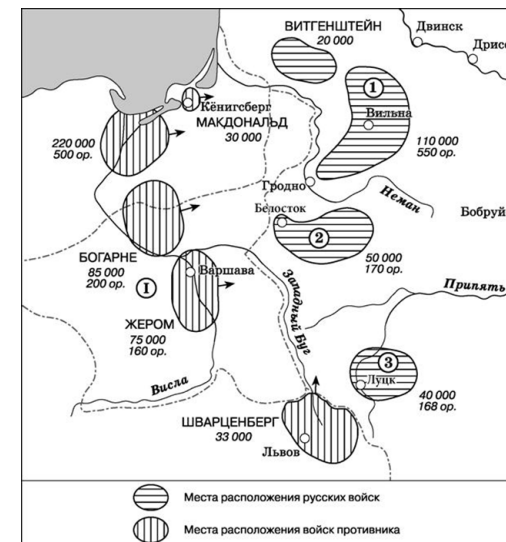 ВИТГЕНШТЕЙН
20 000
Двинск
Дрисс
1
Вильна
110 000
550 ор.
Кёнигсберг
МАКДОНАЛЬД
30 000
220 000
500 ор.
Гродно
Неман
Белосток
Бобруй
2
50 000
170 ор.
БОГАРНЕ
85 000
200 ор.
I
Варшава
ЖЕРОМ
75 000
160 ор.
Западный Буг
Припять
Висла
3
Луцк
40 000
168 ор.
ШВАРЦЕНБЕРГ
33 000
Львов
Места расположения русских войск
Места расположения войск противника